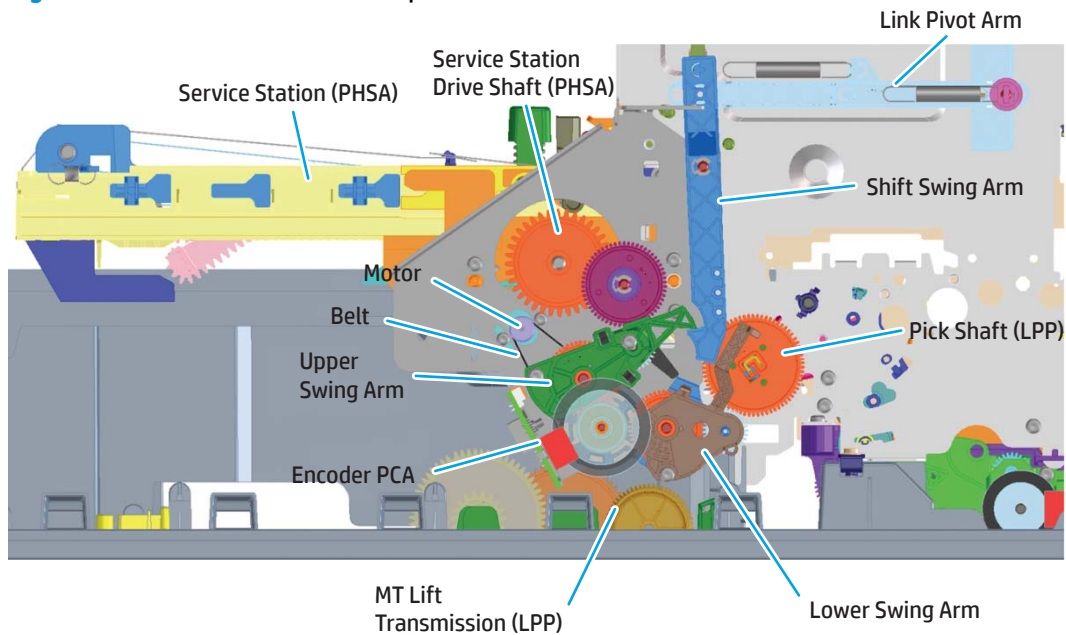 Link Pivot Arm
Service Station
Drive Shaft (PHSA)
Service Station (PHSA)
Shift Swing Arm
Motor
Belt
Pick Shaft (LPP)
Upper
Swing Arm
Encoder PCA
MT Lift
Transmission (LPP)
Lower Swing Arm